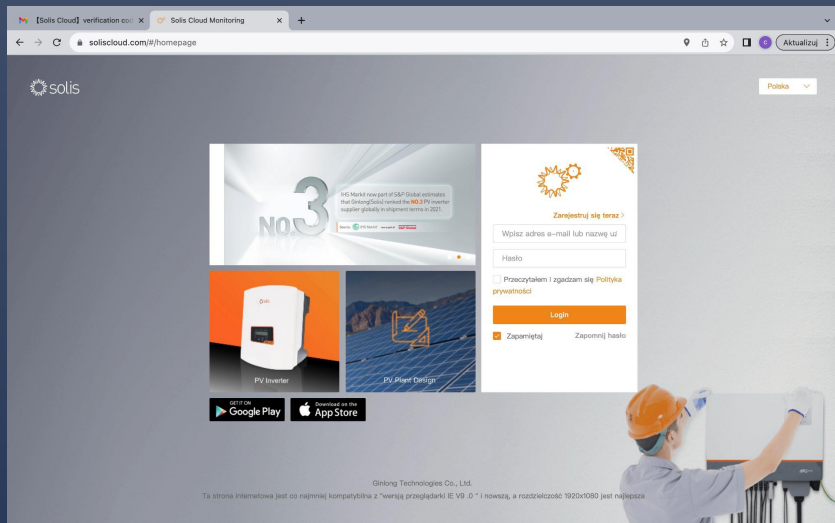 【Solis Cloud】verification cod
Solis Cloud Monitoring
soliscloud.com/#/homepage
C
Aktualizuj
solis
Polska
NO.3
IHS Markit now part of S&P Global estimates
that Ginlong(Solis) ranked the NO.3 PV inverter
supplier globally in shipment terms in 2021.
Zarejestruj się teraz >
Wpisz adres e-mail lub nazwę uż
Hasło
Przeczytałem i zgadzam się Polityka
prywatności
Login
Zapamiętaj
Zapomnij hasło
solis
PV Inverter
PV Plant Design
GET IT ON
Google Play
Download on the
App Store
Ginlong Technologies Co., Ltd.
Ta strona internetowa jest co najmniej kompatybilna z "wersją przeglądarki IE V9 .0 " i nowszą, a rozdzielczość 1920x1080 jest najlepsza